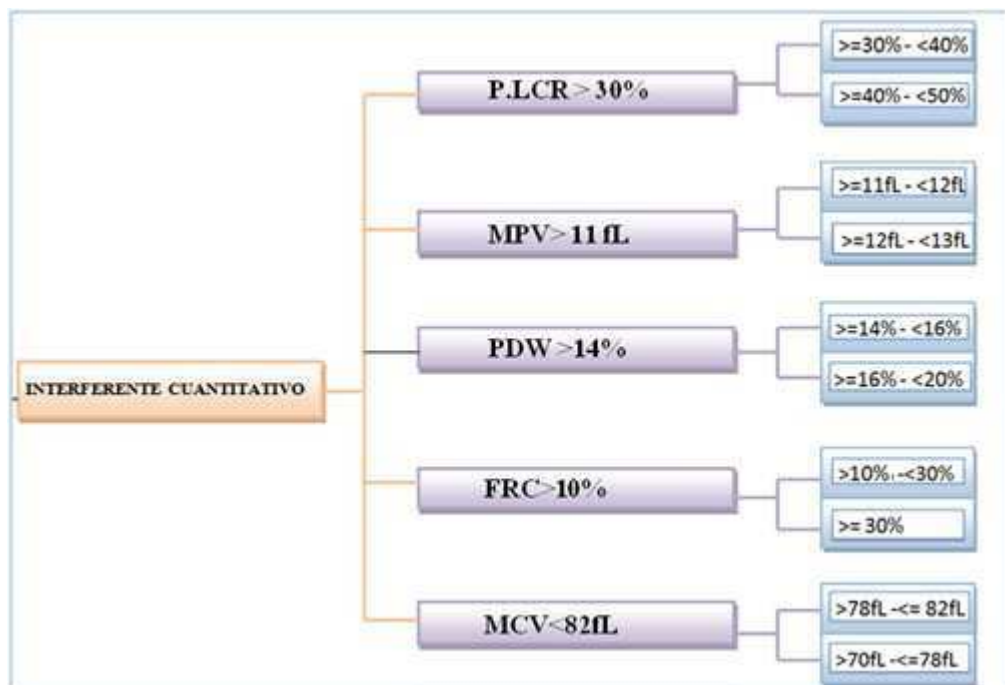 INTERFERENTE CUANTITATIVO
P.LCR > 30%
>=30% - <40%
>=40% - <50%
MPV> 11 fL
>=11fL - <12fL
>=12fL - <13fL
PDW >14%
>=14% - <16%
>=16% - <20%
FRC>10%
>10% -<30%
>= 30%
MCV<82fL
>78fL -<= 82fL
>70fL -<=78fL